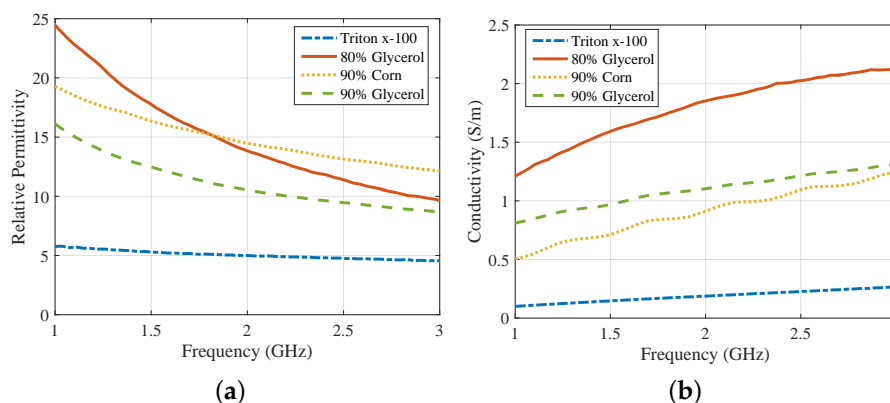 25
20
15
10
5
0
Relative Permittivity
1
1.5
2
2.5
3
Frequency (GHz)
Triton x-100
80% Glycerol
90% Corn
90% Glycerol
(a)
2.5
2
1.5
1
0.5
0
Conductivity (S/m)
1
1.5
2
2.5
Frequency (GHz)
Triton x-100
80% Glycerol
90% Corn
90% Glycerol
(b)